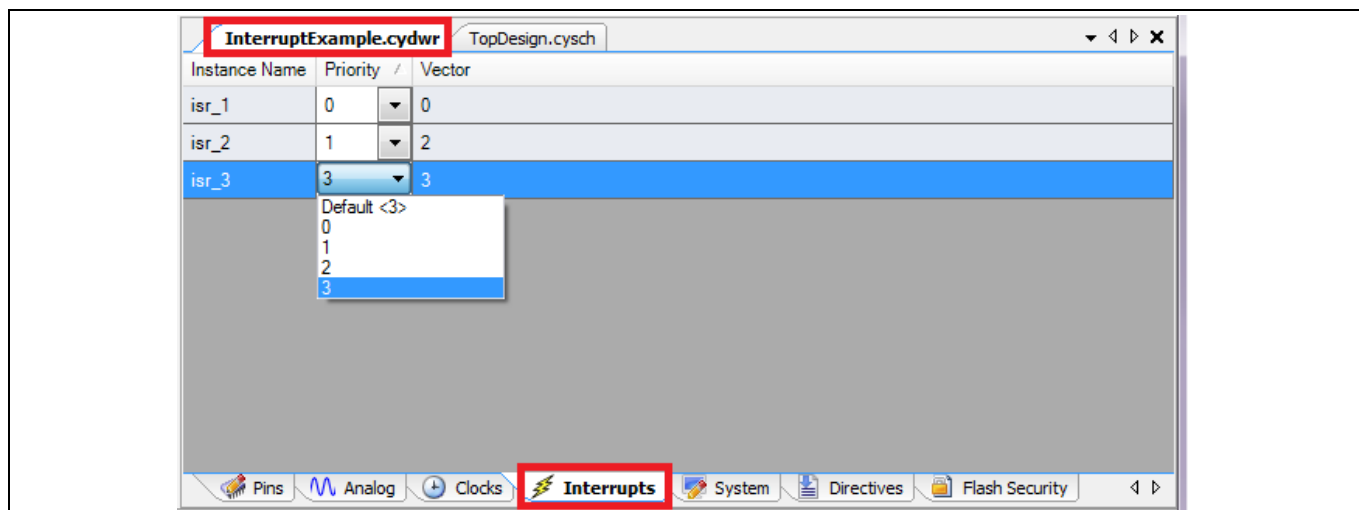 InterruptExample.cydwr TopDesign.cysch
Instance Name Priority Vector
isr_1 0 0
isr_2 1 2
isr_3 3 3
Default <3>
0
1
2
3
Pins Analog Clocks Interrupts System Directives Flash Security